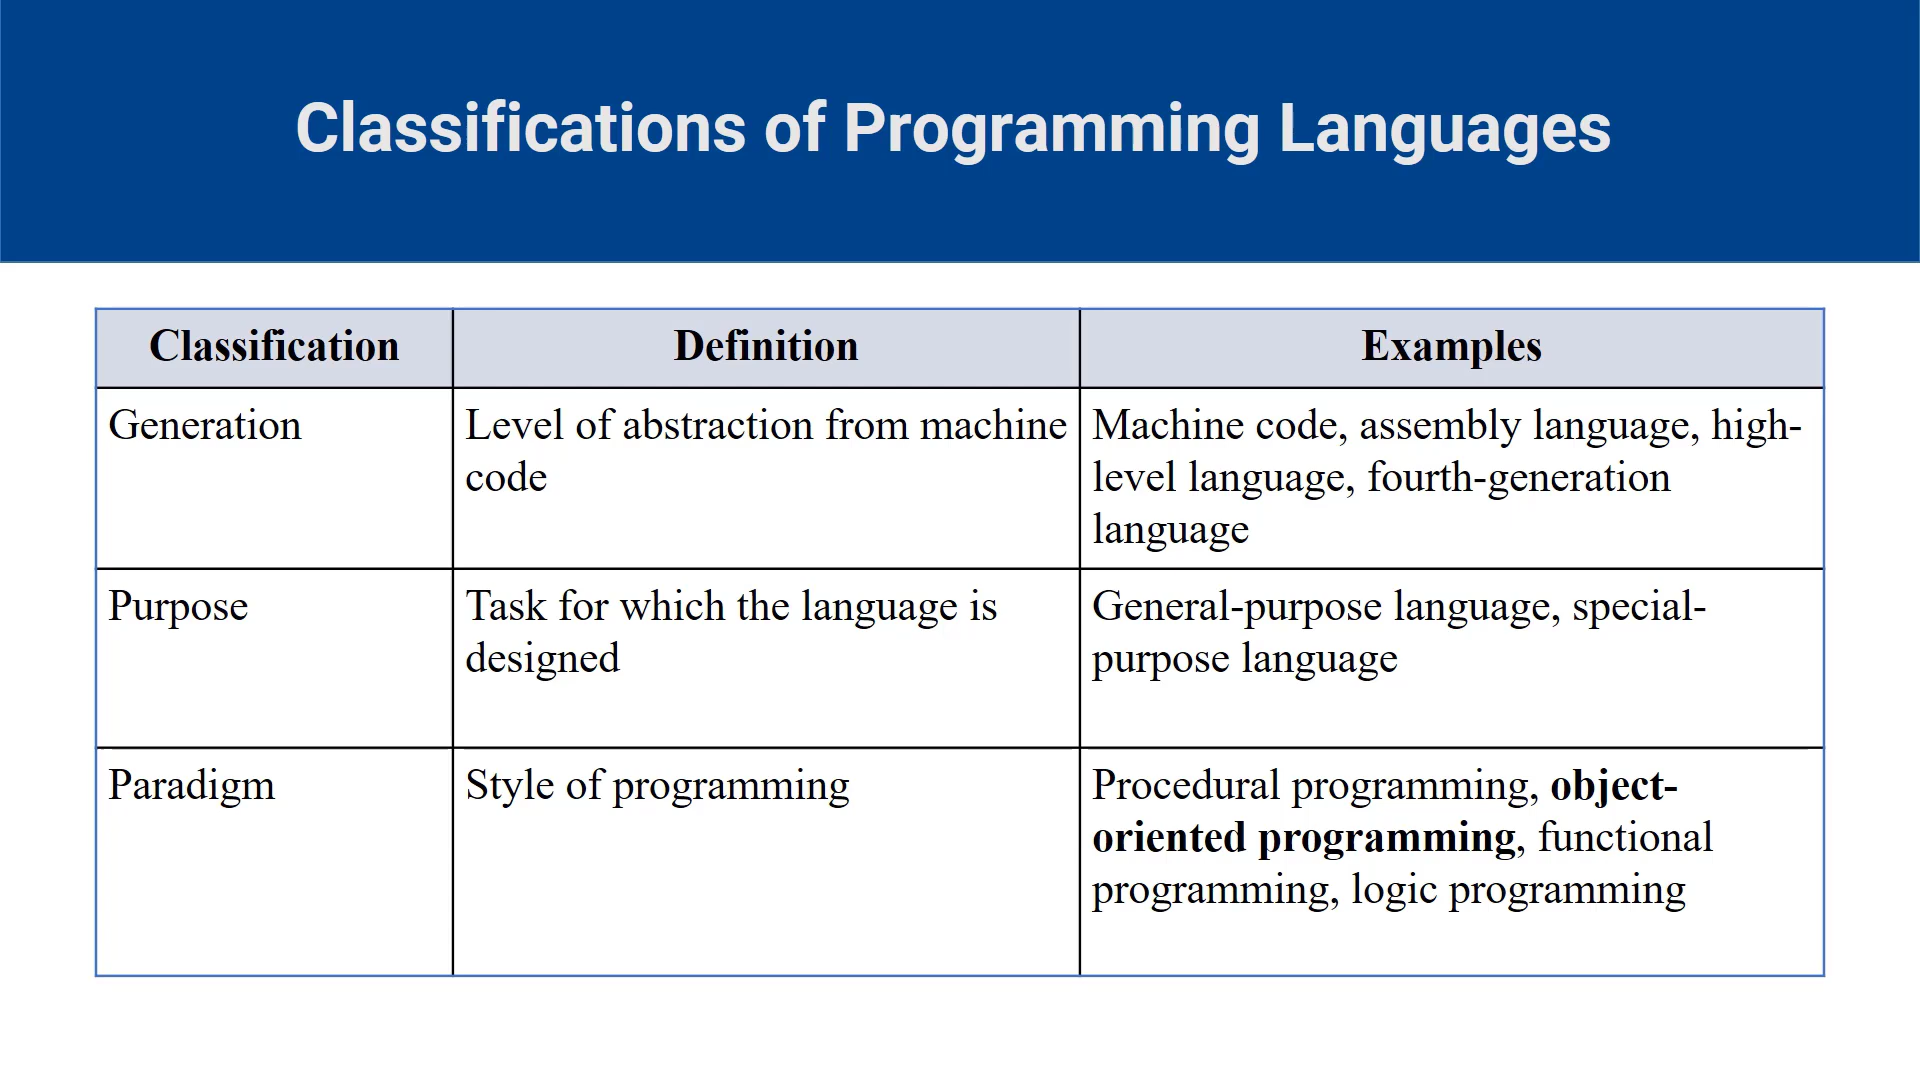 Classifications of Programming Languages
Classification
Definition
Examples
Generation
Level of abstraction from machine
code
Machine code, assembly language, high-
level language, fourth-generation
language
Purpose
Task for which the language is
designed
General-purpose language, special-
purpose language
Paradigm
Style of programming
Procedural programming, object-
oriented programming, functional
programming, logic programming